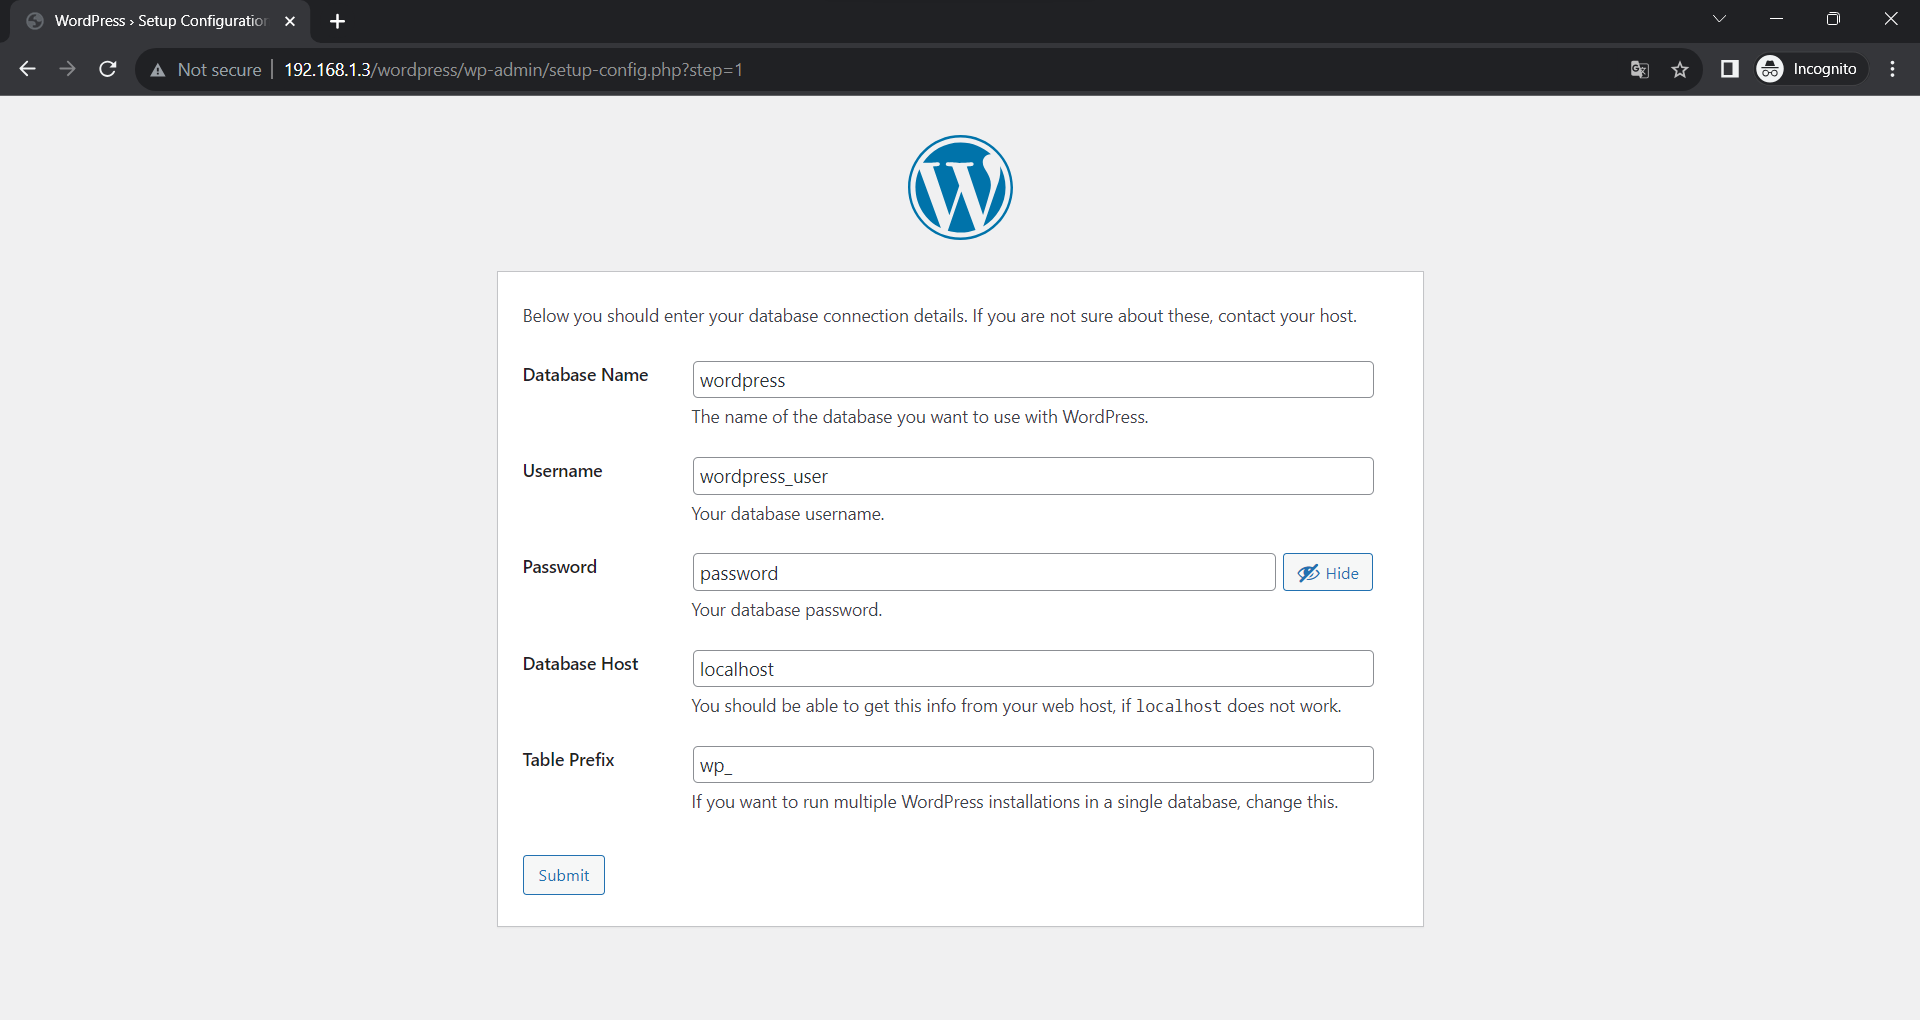 WordPress › Setup Configuration
Not secure
192.168.1.3/wordpress/wp-admin/setup-config.php?step=1
Incognito
Below you should enter your database connection details. If you are not sure about these, contact your host.
Database Name
wordpress
The name of the database you want to use with WordPress.
Username
wordpress_user
Your database username.
Password
password
Hide
Your database password.
Database Host
localhost
You should be able to get this info from your web host, if localhost does not work.
Table Prefix
wp_
If you want to run multiple WordPress installations in a single database, change this.
Submit